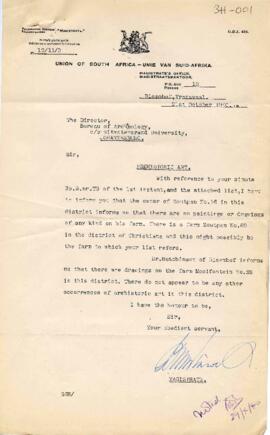 34-001
G.P.S.
12/11/3
UNION OF SOUTH AFRICA — UNIE VAN SUID-AFRIKA.
MAGISTRATE'S OFFICE,
MAGISTRAATSKANTOOR,
P.O. BOX 12
Bloemhof, Transvaal.
21st October
The Director,
Bureau of Archaeology,
c/o Witwatersrand University,
JOHANNESBURG.
Sir,
PREHISTORIC ART.
With reference to your minute
of the 1st instant, and the attached list, I have
to inform you that the owner of Zoutpan No. in
this district informs me that there are no paintings or drawings
of any kind on his farm. There is a farm Zoutpan No.
in the district of Christiana and this might possibly be
the farm to which your list refers.
Mr. Hutchinson of Bloemhof informs
me that there are drawings on the farm Mooifontein No.
in this district. There do not appear to be any other
occurrences of prehistoric art in this district.
I have the honour to be,
Sir,
Your obedient servant,
MAGISTRATE.
Noted